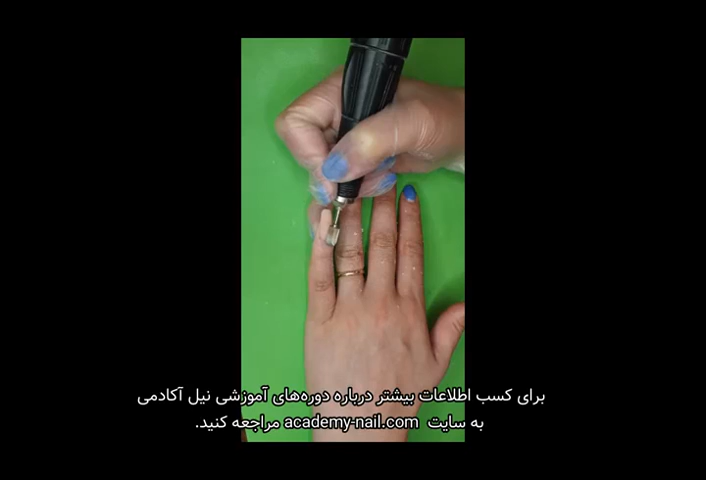 برای کسب اطلاعات بیشتر درباره دوره‌های آموزشی نیل آکادمی
به سایت academy-nail.com مراجعه کنید.